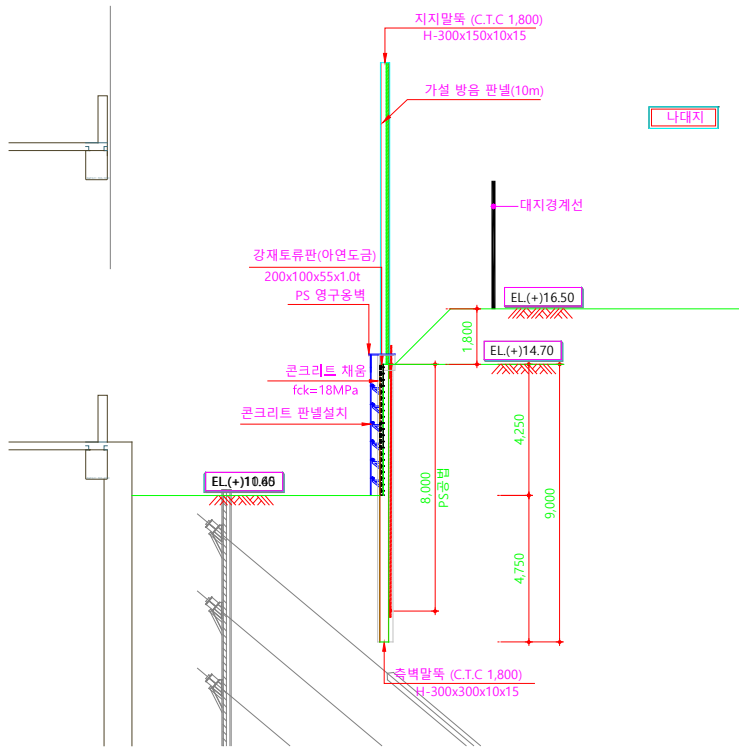 지지말뚝 (C.T.C 1,800)
H-300x150x10x15
가설 방음 판넬(10m)
나대지
대지경계선
강재토류판(아연도금)
200x100x55x1.0t
PS 영구옹벽
EL.(+)16.50
1,800
EL.(+)14.70
콘크리트 채움
fck=18MPa
콘크리트 판넬설치
4,250
8,000
PS공법
9,000
4,750
측벽말뚝 (C.T.C 1,800)
H-300x300x10x15